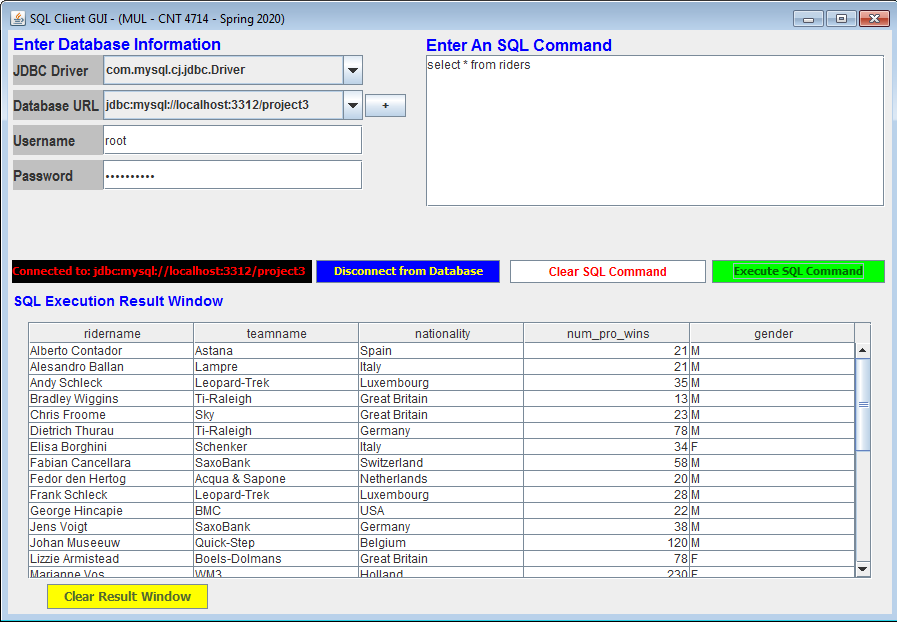 SQL Client GUI - (MUL - CNT 4714 - Spring 2020)
Enter Database Information
JDBC Driver com.mysql.cj.jdbc.Driver
Database URL jdbc:mysql://localhost:3312/project3 +
Username root
Password ••••••••••
Enter An SQL Command
select * from riders
Connected to: jdbc:mysql://localhost:3312/project3 Disconnect from Database Clear SQL Command Execute SQL Command
SQL Execution Result Window
ridername teamname nationality num_pro_wins gender
Alberto Contador Astana Spain 21 M
Alesandro Ballan Lampre Italy 21 M
Andy Schleck Leopard-Trek Luxembourg 35 M
Bradley Wiggins Ti-Raleigh Great Britain 13 M
Chris Froome Sky Great Britain 23 M
Dietrich Thurau Ti-Raleigh Germany 78 M
Elisa Borghini Schenker Italy 34 F
Fabian Cancellara SaxoBank Switzerland 58 M
Fedor den Hertog Acqua & Sapone Netherlands 20 M
Frank Schleck Leopard-Trek Luxembourg 28 M
George Hincapie BMC USA 22 M
Jens Voigt SaxoBank Germany 38 M
Johan Museeuw Quick-Step Belgium 120 M
Lizzie Armistead Boels-Dolmans Great Britain 78 F
Marianne Vos WM3 Holland 230 F
Clear Result Window